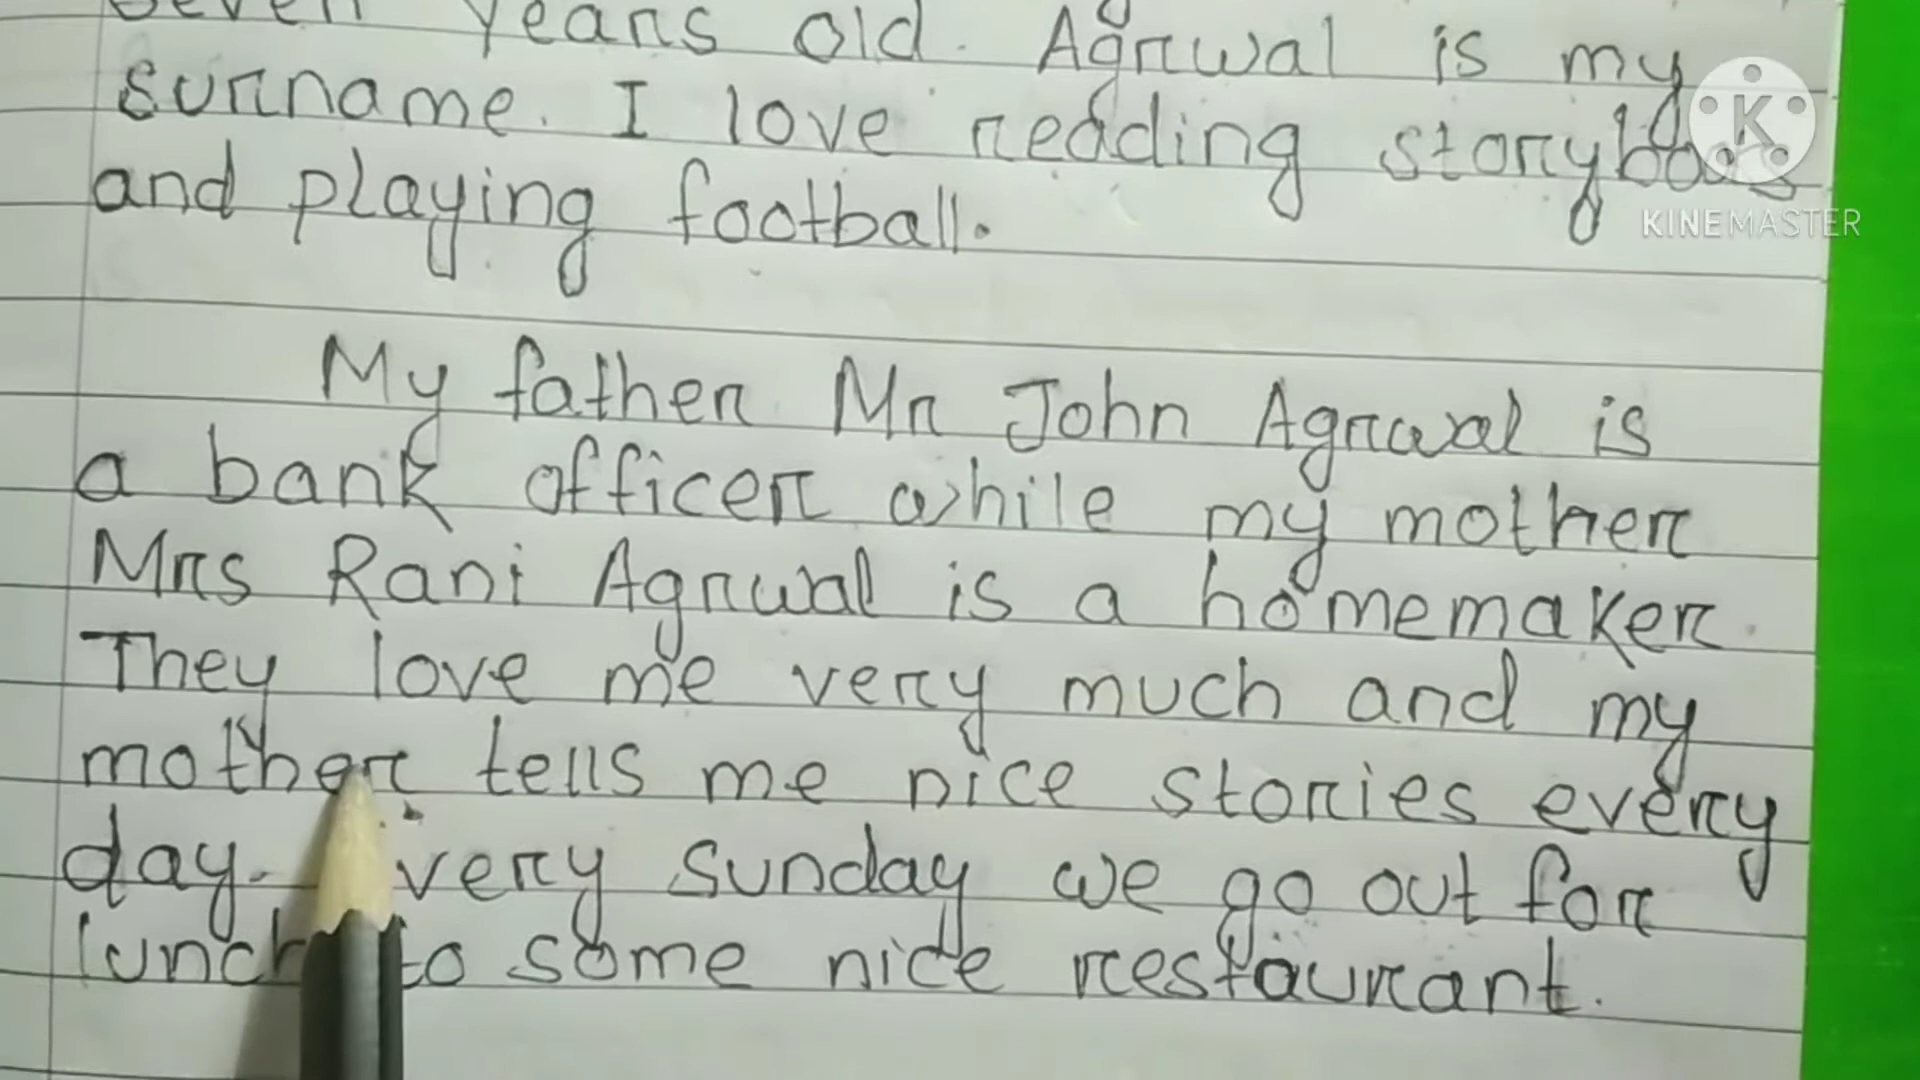 seven years old. Agrwal is my
surname. I love reading storybooks
and playing football.
My father Mr John Agrwal is
a bank officer while my mother
Mrs Rani Agrwal is a homemaker.
They love me very much and my
mother tells me nice stories every
day. Every Sunday we go out for
lunch to some nice restaurant.
K
KINEMASTER